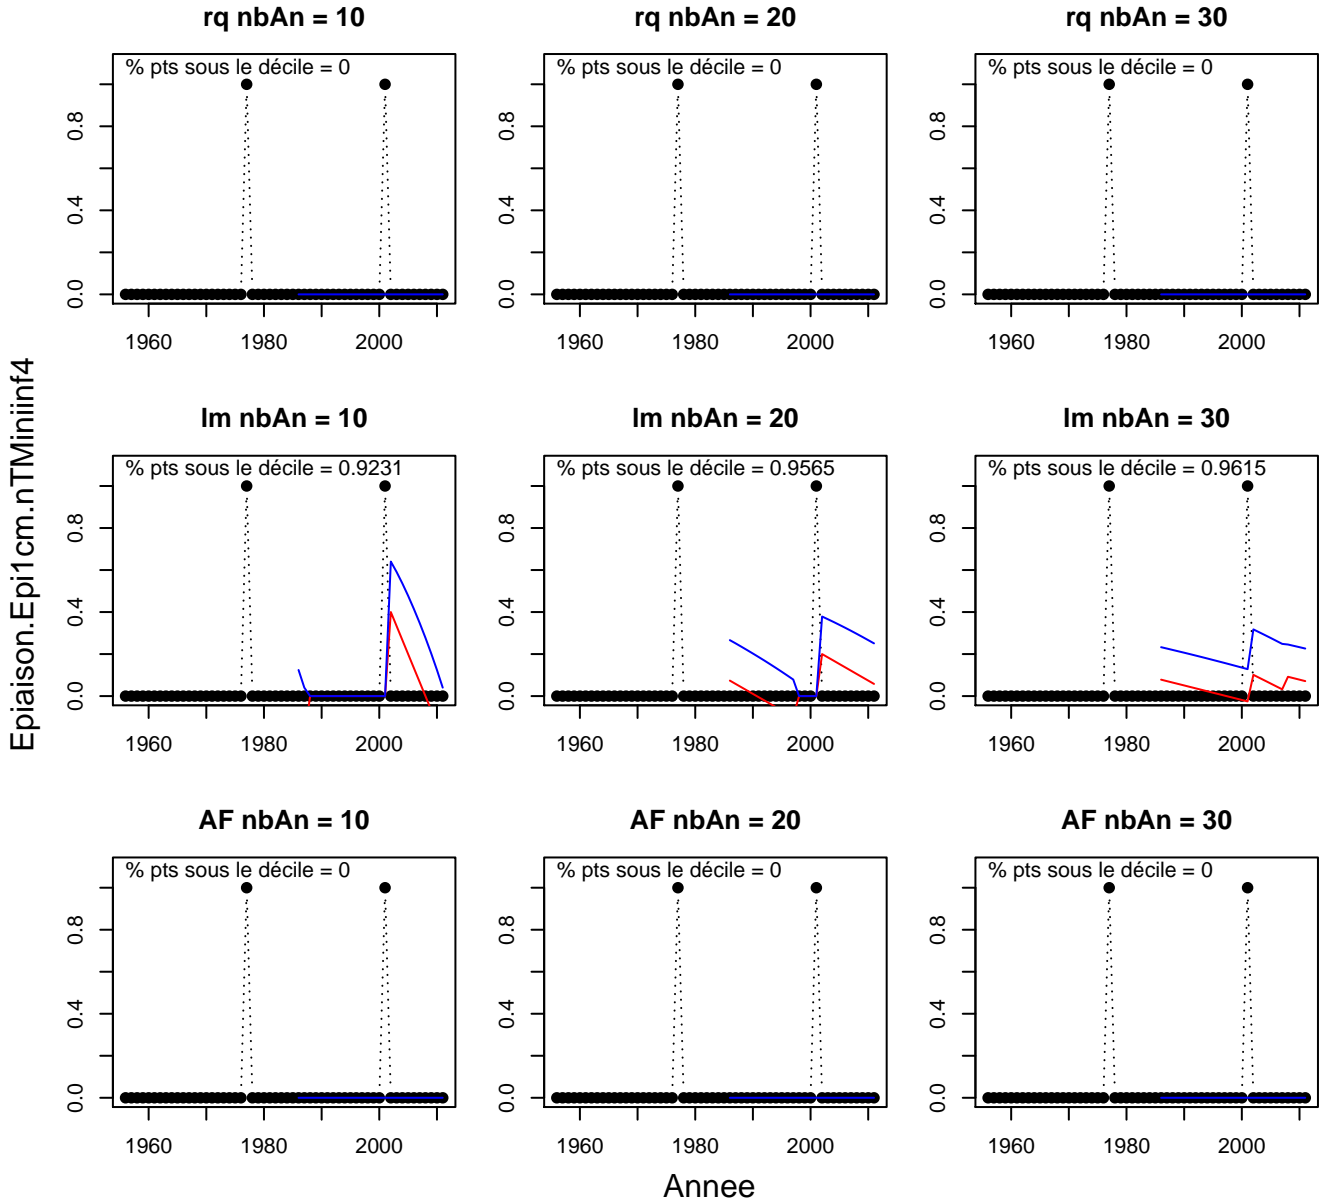 rq nbAn = 10
rq nbAn = 20
rq nbAn = 30
% pts sous le décile = 0
% pts sous le décile = 0
% pts sous le décile = 0
0.8
0.4
0.0
0.8
0.4
0.0
0.8
0.4
0.0
1960 1980 2000
1960 1980 2000
1960 1980 2000
Epiaison.Epi1cm.nTMiniinf4
lm nbAn = 10
lm nbAn = 20
lm nbAn = 30
% pts sous le décile = 0.9231
% pts sous le décile = 0.9565
% pts sous le décile = 0.9615
0.8
0.4
0.0
0.8
0.4
0.0
0.8
0.4
0.0
1960 1980 2000
1960 1980 2000
1960 1980 2000
AF nbAn = 10
AF nbAn = 20
AF nbAn = 30
% pts sous le décile = 0
% pts sous le décile = 0
% pts sous le décile = 0
0.8
0.4
0.0
0.8
0.4
0.0
0.8
0.4
0.0
1960 1980 2000
1960 1980 2000
1960 1980 2000
Annee